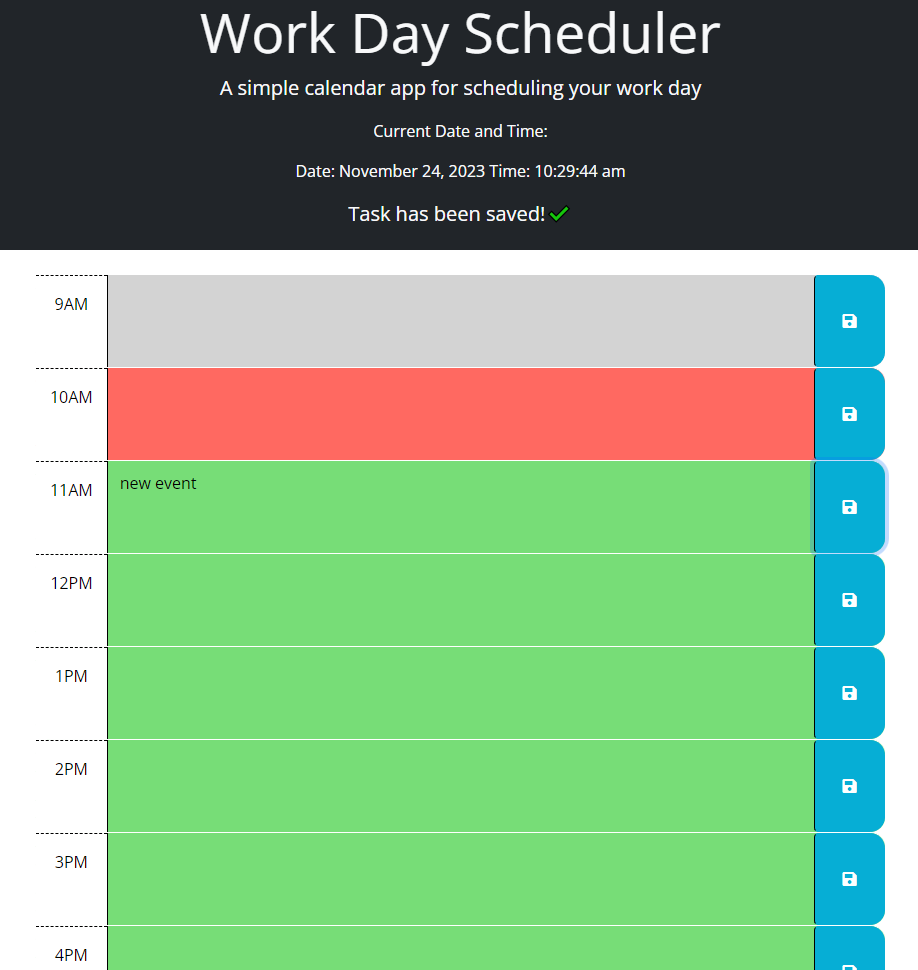 Work Day Scheduler
A simple calendar app for scheduling your work day
Current Date and Time:
Date: November 24, 2023 Time: 10:29:44 am
Task has been saved!
9AM
10AM
11AM
new event
12PM
1PM
2PM
3PM
4PM